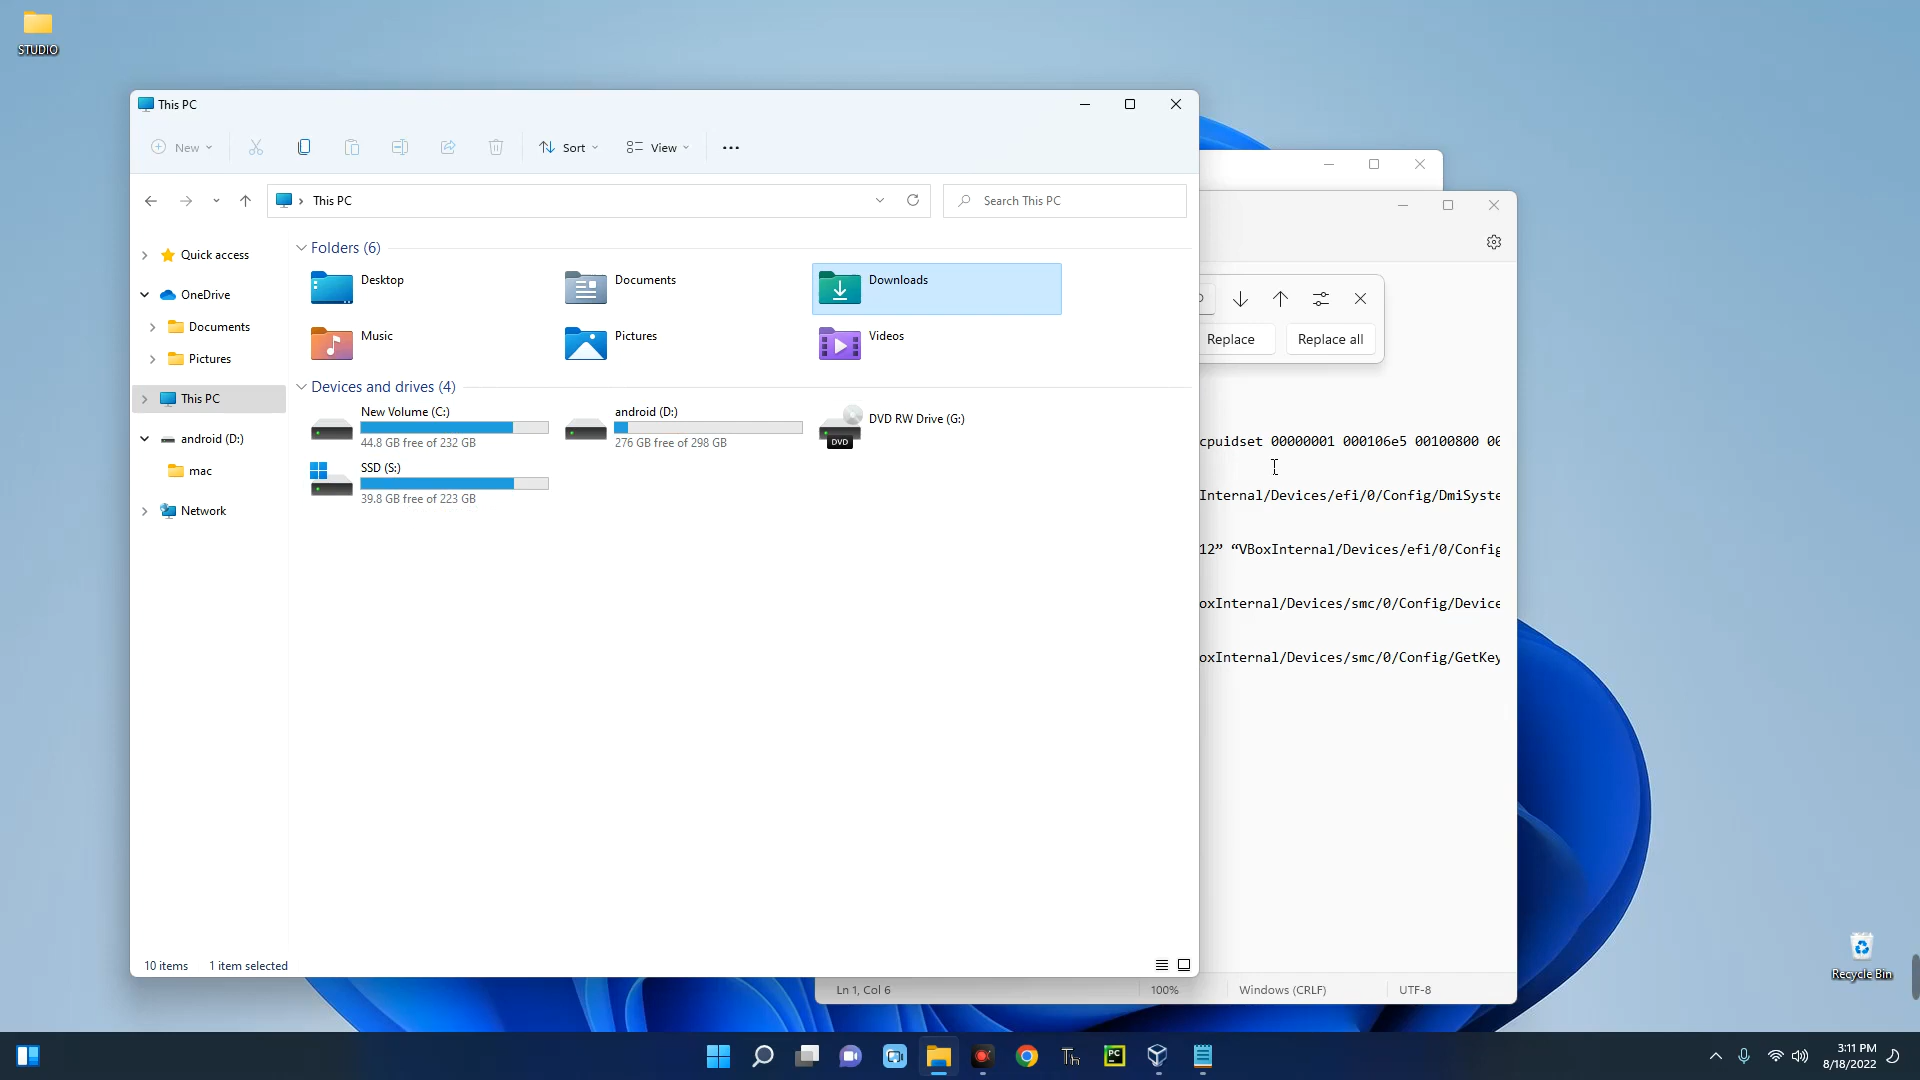 STUDIO
This PC
New
Sort
View
This PC
Search This PC
Quick access
OneDrive
Documents
Pictures
This PC
android (D:)
mac
Network
Folders (6)
Desktop
Documents
Downloads
Music
Pictures
Videos
Devices and drives (4)
New Volume (C:)
44.8 GB free of 232 GB
android (D:)
276 GB free of 298 GB
DVD
DVD RW Drive (G:)
SSD (S:)
39.8 GB free of 223 GB
10 items
1 item selected
Replace
Replace all
cpuidset 00000001 000106e5 00100800 00
Internal/Devices/efi/0/Config/DmiSyste
12” “VBoxInternal/Devices/efi/0/Config
oxInternal/Devices/smc/0/Config/Device
oxInternal/Devices/smc/0/Config/GetKey
Ln 1, Col 6
100%
Windows (CRLF)
UTF-8
Recycle Bin
Th
PC
3:11 PM
8/18/2022